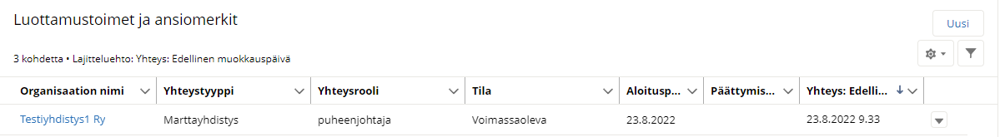 Luottamustoimet ja ansiomerkit
Uusi
3 kohdetta • Lajitteluehto: Yhteys: Edellinen muokkauspäivä
Organisaation nimi Yhteystyyppi Yhteysrooli Tila Aloitusp... Päättymis... Yhteys: Edelli...
Testiyhdistys1 Ry Marttayhdistys puheenjohtaja Voimassaoleva 23.8.2022 23.8.2022 9.33